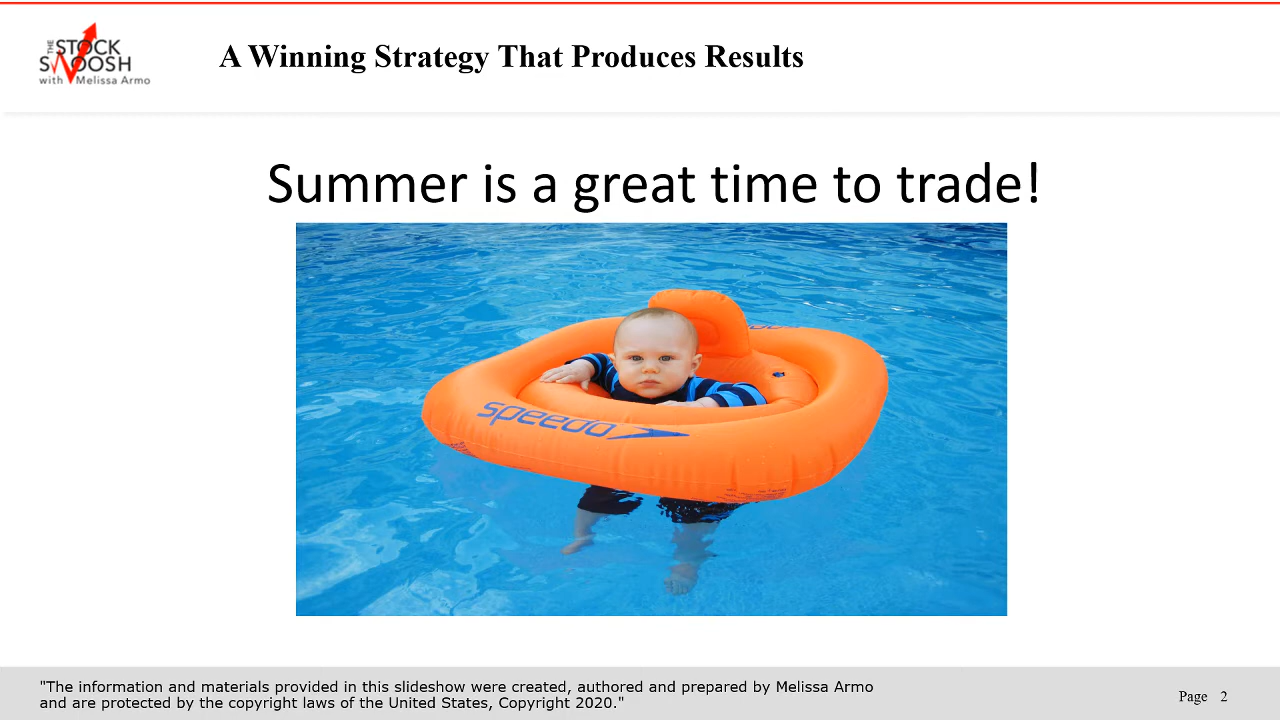 THE STOCK
SWOOSH
with Melissa Armo
A Winning Strategy That Produces Results
Summer is a great time to trade!
speedo
"The information and materials provided in this slideshow were created, authored and prepared by Melissa Armo
and are protected by the copyright laws of the United States, Copyright 2020."
Page 2